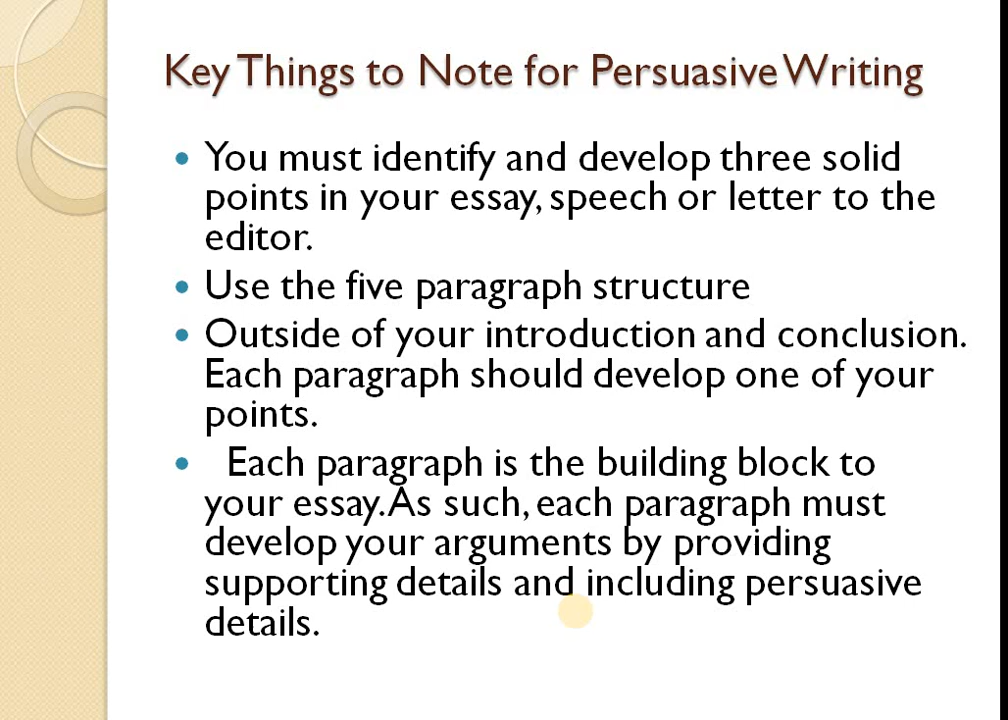 Key Things to Note for Persuasive Writing
• You must identify and develop three solid
points in your essay, speech or letter to the
editor.
• Use the five paragraph structure
• Outside of your introduction and conclusion.
Each paragraph should develop one of your
points.
• Each paragraph is the building block to
your essay. As such, each paragraph must
develop your arguments by providing
supporting details and including persuasive
details.